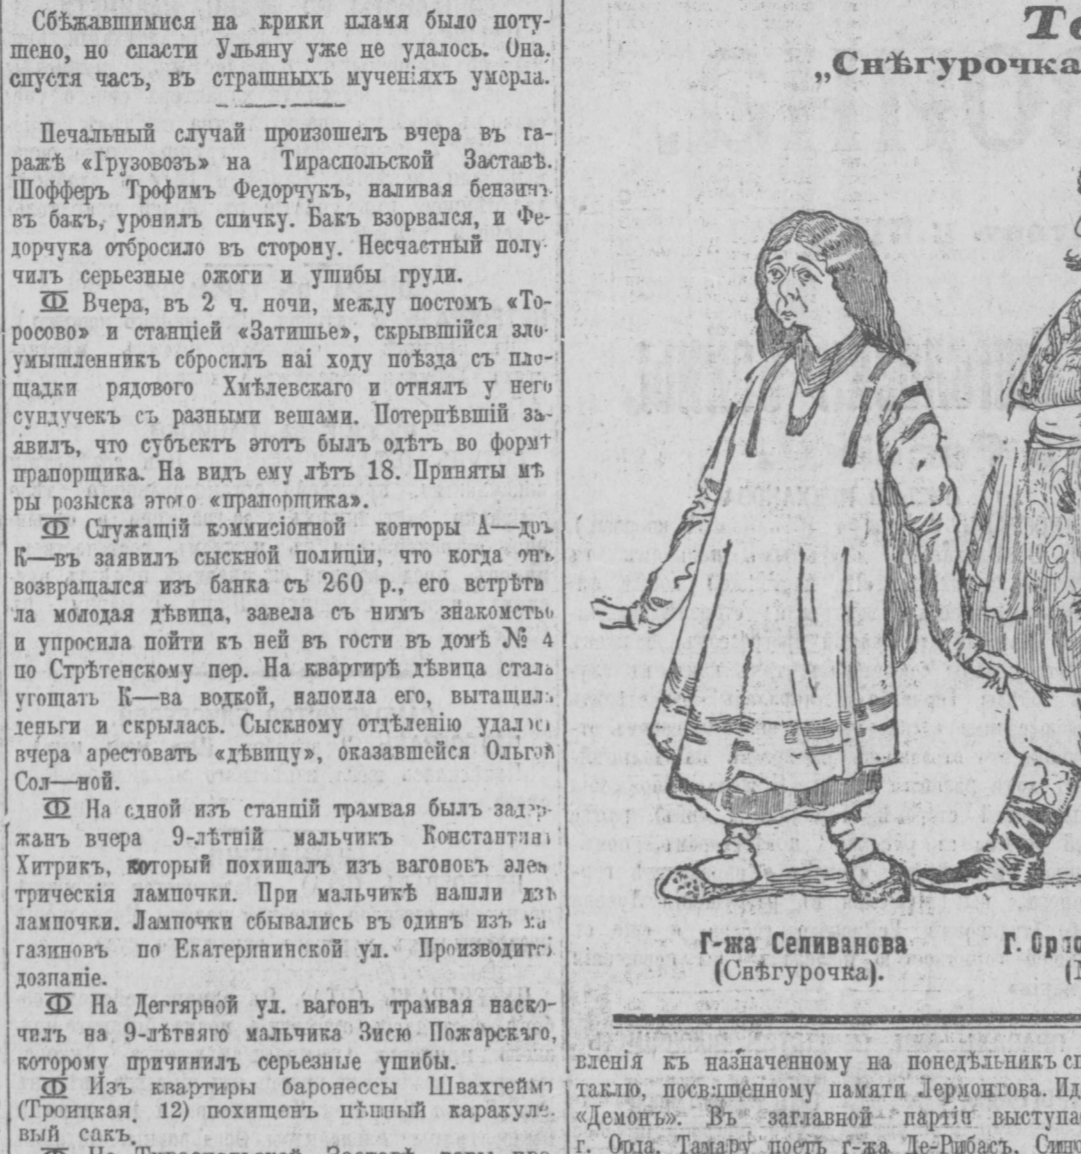 Сбѣжавшимися на крики пламя было поту-
шено, но спасти Ульяну уже не удалось. Она,
спустя часъ, въ страшныхъ мученіяхъ умерла.
Печальный случай произошелъ вчера въ га-
ражѣ «Грузовозъ» на Тираспольской Заставѣ.
Шофферъ Трофимъ Федорчукъ, наливая бензинъ
въ бакъ, уронилъ спичку. Бакъ взорвался, и Фе-
дорчука отбросило въ сторону. Несчастный полу-
чилъ серьезные ожоги и ушибы груди.
Вчера, въ 2 ч. ночи, между постомъ «То-
росово» и станціей «Затишье», скрывшійся зло-
умышленникъ сбросилъ наі ходу поѣзда съ пло-
щадки рядового Хмѣлевскаго и отнялъ у него
сундучекъ съ разными вещами. Потерпѣвшій за-
явилъ, что субъектъ этотъ былъ одѣтъ во формѣ
прапорщика. На видъ ему лѣтъ 18. Приняты мѣ
ры розыска этого «прапорщика».
Служащій коммисіонной конторы А—дръ
К—въ заявилъ сыскной полиціи, что когда онъ
возвращался изъ банка съ 260 р., его встрѣти
ла молодая дѣвица, завела съ нимъ знакомство
и упросила пойти къ ней въ гости въ домѣ № 4
по Стрѣтенскому пер. На квартирѣ дѣвица стала
угощать К—ва водкой, напоила его, вытащила
деньги и скрылась. Сыскному отдѣленію удалось
вчера арестовать «дѣвицу», оказавшейся Ольгой
Сол—ной.
На одной изъ станцій трамвая былъ задер-
жанъ вчера 9-лѣтній мальчикъ Константинъ
Хитрикъ, который похищалъ изъ вагоновъ элек
трическія лампочки. При мальчикѣ нашли двѣ
лампочки. Лампочки сбывались въ одинъ изъ ма
газиновъ по Екатерининской ул. Производится
дознаніе.
На Дегтярной ул. вагонъ трамвая наско-
чилъ на 9-лѣтняго мальчика Зисю Пожарскаго,
которому причинилъ серьезные ушибы.
Изъ квартиры баронессы Швахгеймъ
(Троицкая, 12) похищенъ цѣнный каракуле-
вый сакъ.
На Тираспольской Заставѣ
Те
„Снѣгурочка
Г-жа Селиванова
(Снѣгурочка).
Г.
вленія къ назначенному на понедѣльникъ сп
таклю, посвященному памяти Лермонтова. Ид
«Демонъ». Въ заглавной партіи выступа
г. Орда. Тамару поетъ г-жа Де-Рибасъ.